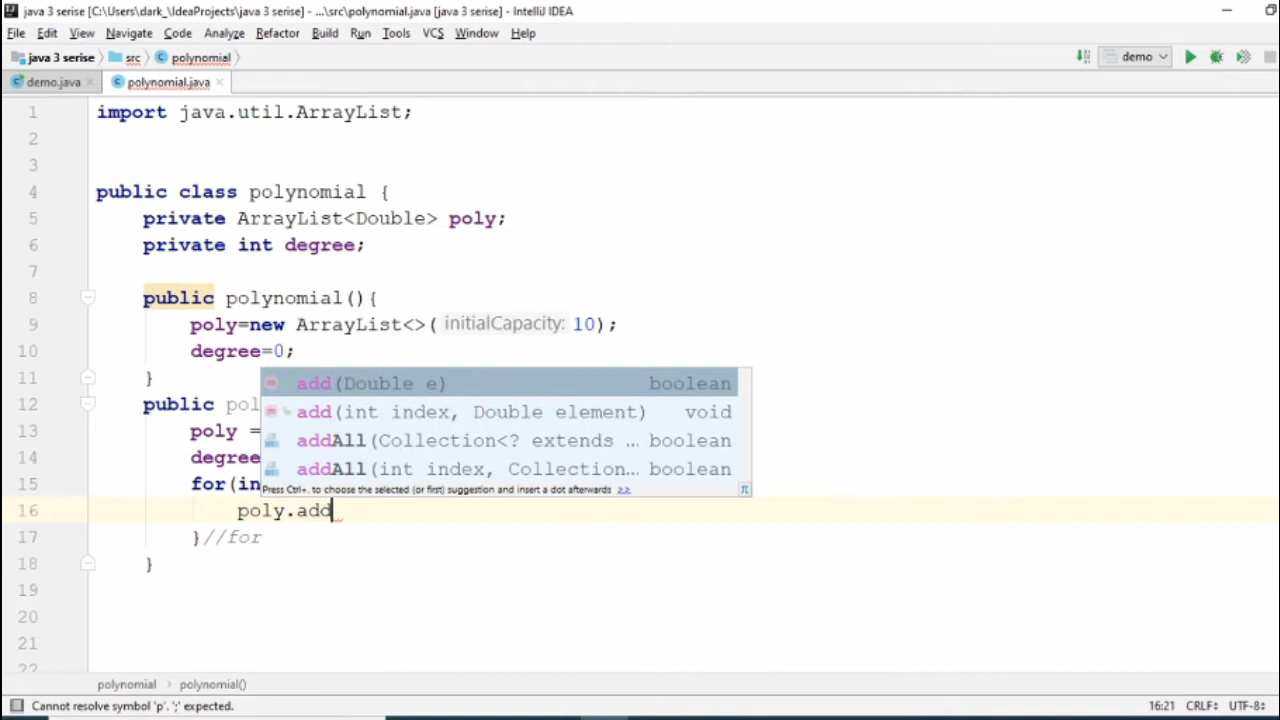 java 3 serise [C:\Users\dark_\IdeaProjects\java 3 serise] - ...\src\polynomial.java [java 3 serise] - IntelliJ IDEA
File Edit View Navigate Code Analyze Refactor Build Run Tools VCS Window Help
java 3 serise src polynomial demo
demo.java polynomial.java
1 import java.util.ArrayList;
2
3
4 public class polynomial {
5 private ArrayList<Double> poly;
6 private int degree;
7
8 public polynomial(){
9 poly=new ArrayList<>( initialCapacity: 10);
10 degree=0;
11 }
add(Double e) boolean
12 public pol
add(int index, Double element) void
13 poly =
addAll(Collection<? extends … boolean
14 degree
addAll(int index, Collection… boolean
15 for(in
Press Ctrl+. to choose the selected (or first) suggestion and insert a dot afterwards >> π
16 poly.add
17 }//for
18 }
19
20
21
22
polynomial polynomial()
Cannot resolve symbol 'p'. ';' expected. 16:21 CRLF UTF-8